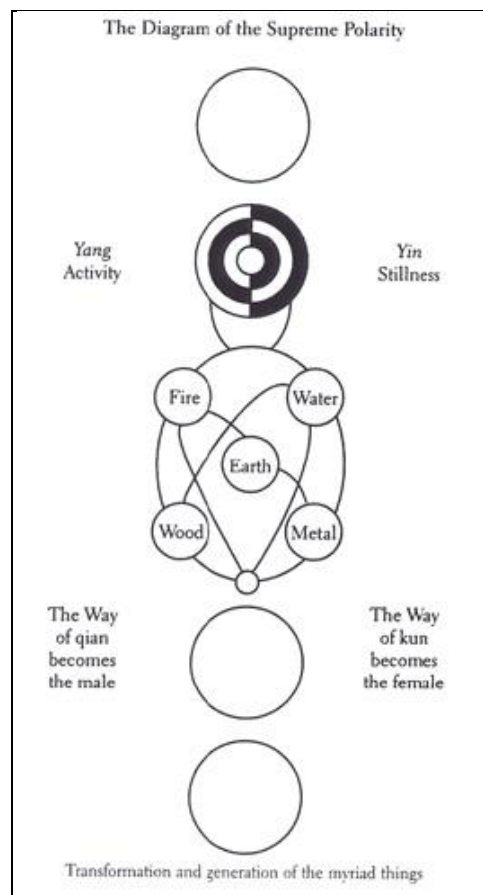 The Diagram of the Supreme Polarity
Yang
Activity
Yin
Stillness
Fire
Water
Earth
Wood
Metal
The Way
of qian
becomes
the male
The Way
of kun
becomes
the female
Transformation and generation of the myriad things